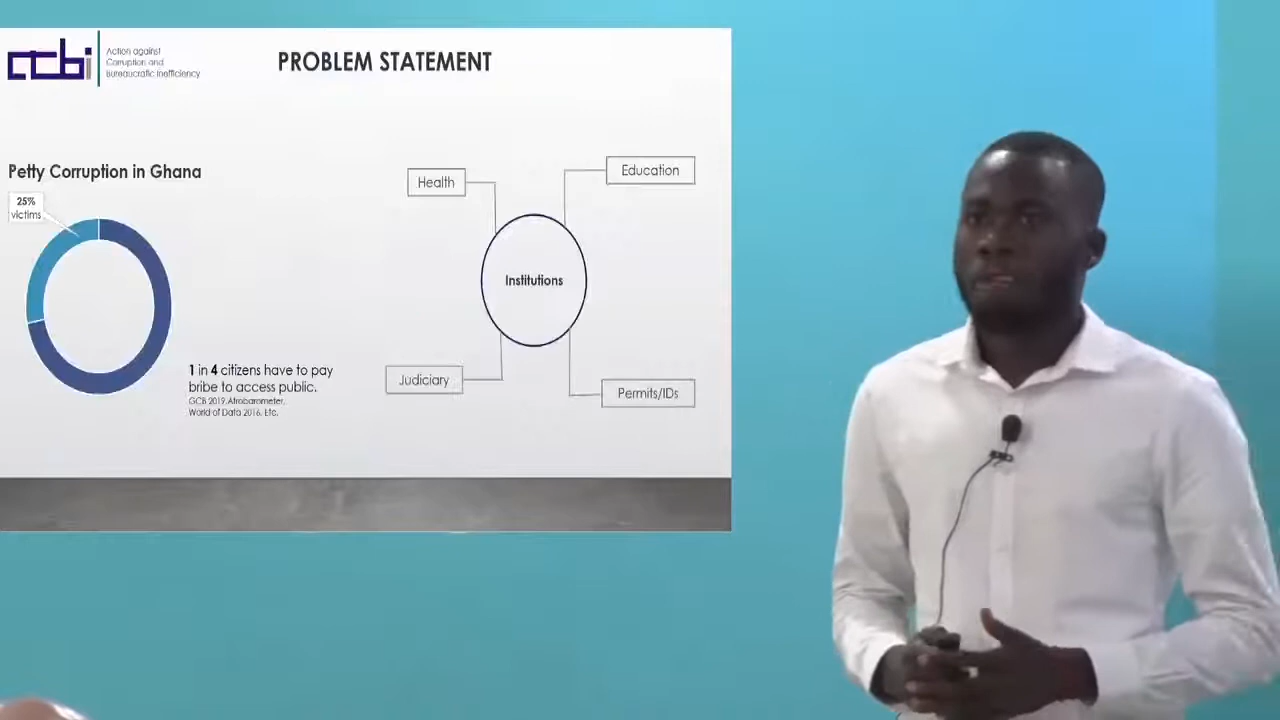 ccbi
Action against
Corruption and
Bureaucratic Inefficiency
PROBLEM STATEMENT
Petty Corruption in Ghana
25%
victims
1 in 4 citizens have to pay
bribe to access public.
GCB 2019, Afrobarometer,
World of Data 2016, Etc.
Health
Education
Institutions
Judiciary
Permits/IDs